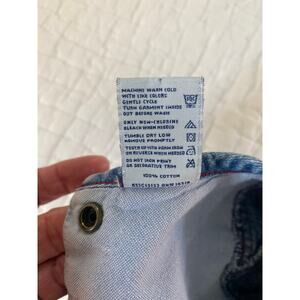 MACHINE WASH COLD
WITH LIKE COLORS
GENTLE CYCLE
TURN GARMENT INSIDE
OUT BEFORE WASH
ONLY NON-CHLORINE
BLEACH WHEN NEEDED
TUMBLE DRY LOW
REMOVE PROMPTLY
TOUCH UP WITH WARM IRON
ON REVERSE WHEN NEEDED
DO NOT IRON PRINT
OR DECORATIVE TRIM
100% COTTON